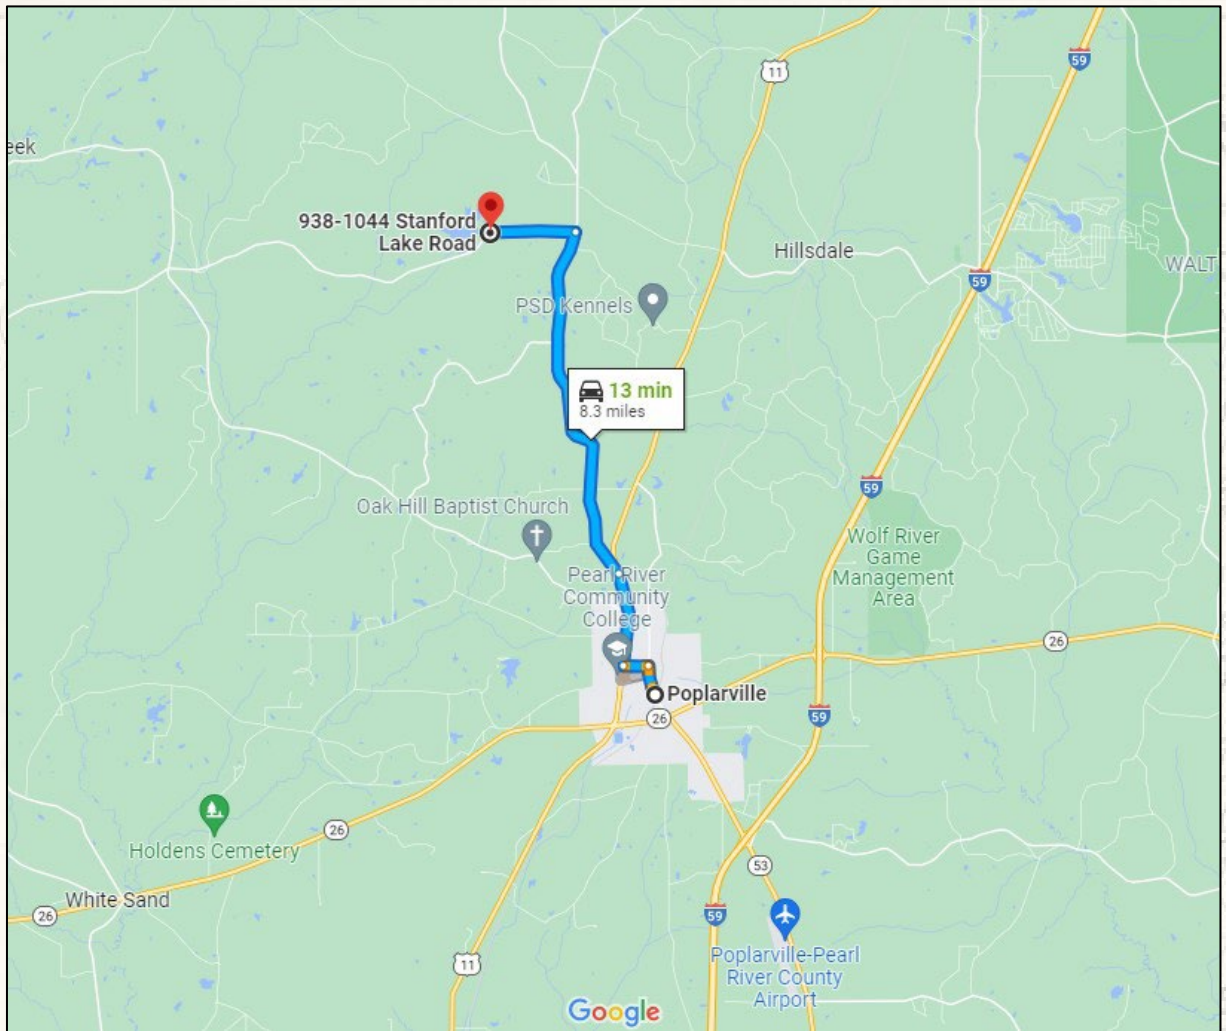 11
59
eek
938-1044 Stanford
Lake Road
Hillsdale
WALT
59
PSD Kennels
13 min
8.3 miles
59
Oak Hill Baptist Church
Wolf River
Game
Management
Area
Pearl River
Community
College
26
Poplarville
26
59
26
Holdens Cemetery
53
White Sand
26
59
11
Poplarville-Pearl
River County
Airport
Google